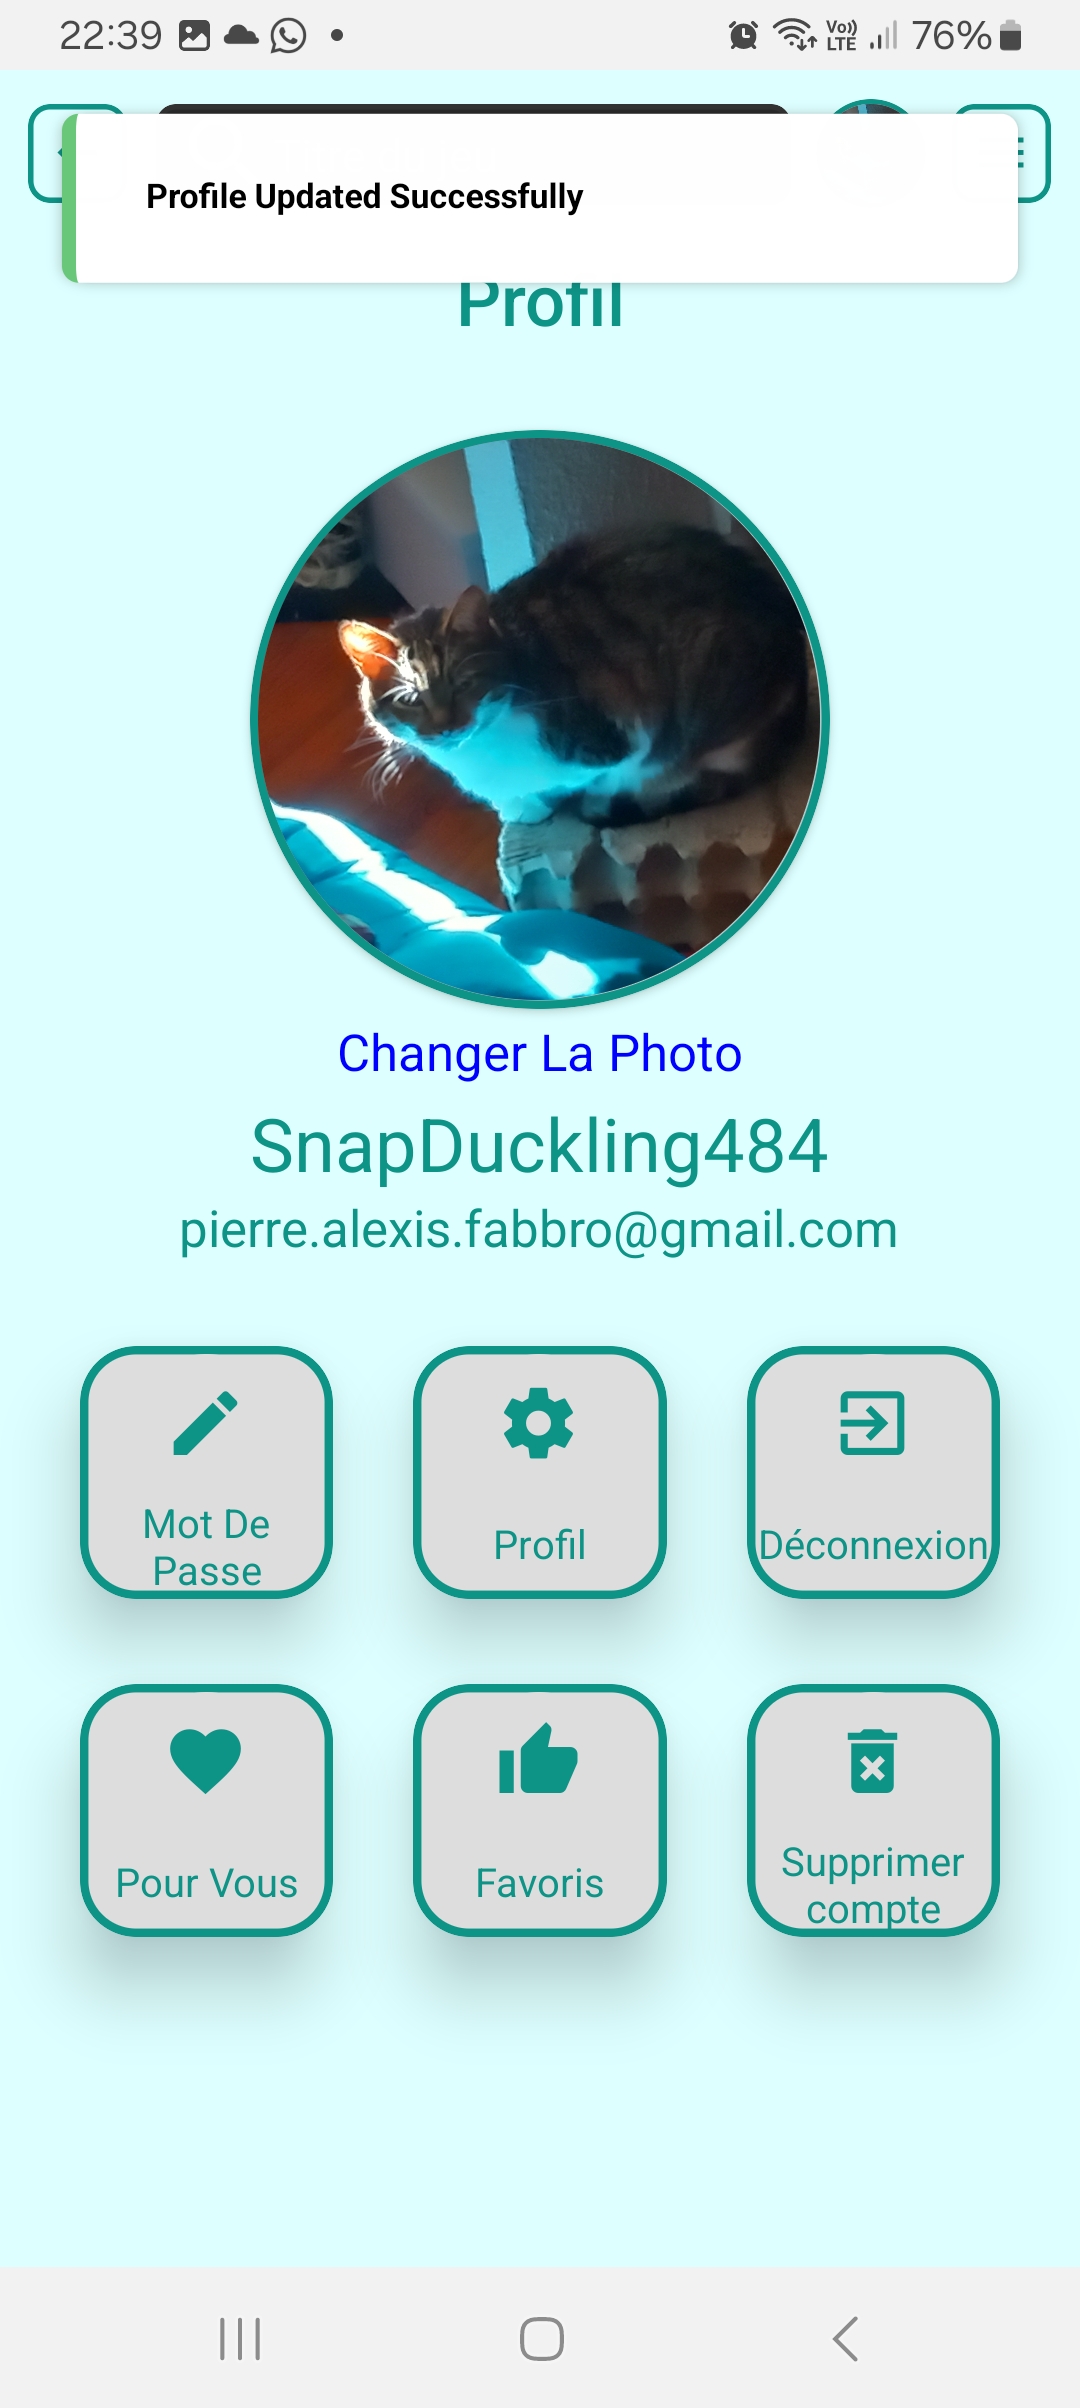 22:39
Vo)) LTE
76%
Profile Updated Successfully
Profil
Changer La Photo
SnapDuckling484
pierre.alexis.fabbro@gmail.com
Mot De
Passe
Profil
Déconnexion
Pour Vous
Favoris
Supprimer
compte